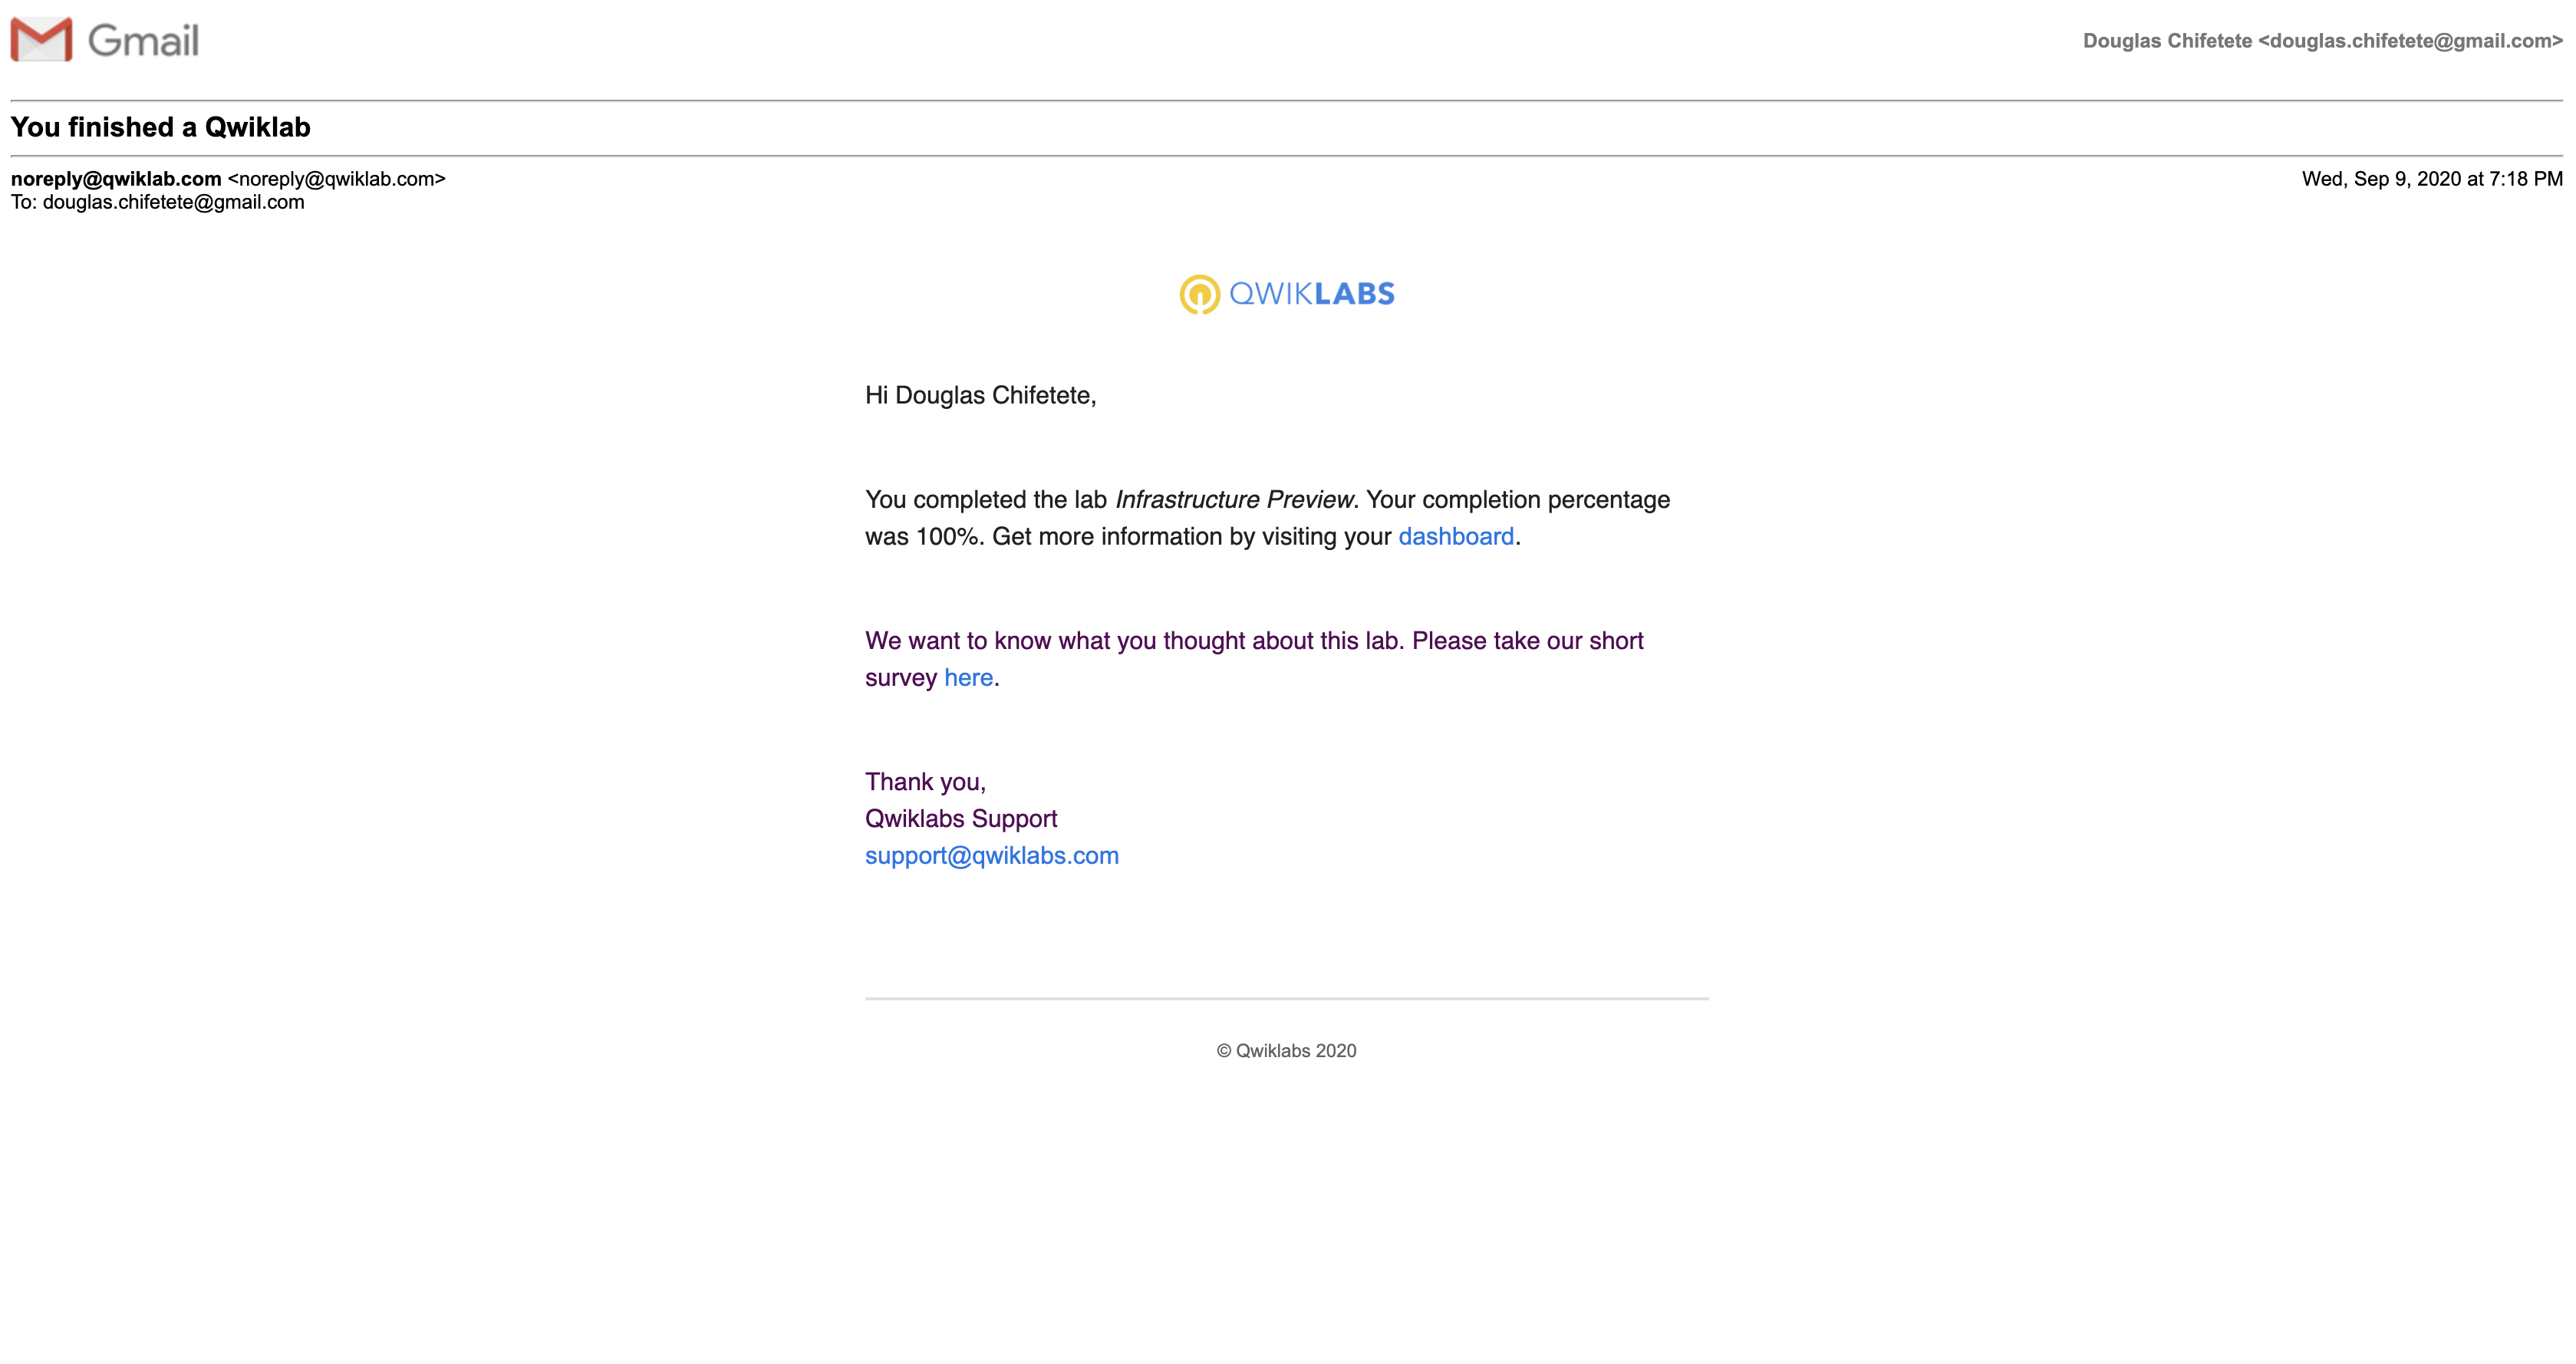 Gmail
Douglas Chifetete <douglas.chifetete@gmail.com>
You finished a Qwiklab
noreply@qwiklab.com <noreply@qwiklab.com>
Wed, Sep 9, 2020 at 7:18 PM
To: douglas.chifetete@gmail.com
QWIKLABS
Hi Douglas Chifetete,
You completed the lab Infrastructure Preview. Your completion percentage
was 100%. Get more information by visiting your dashboard.
We want to know what you thought about this lab. Please take our short
survey here.
Thank you,
Qwiklabs Support
support@qwiklabs.com
© Qwiklabs 2020